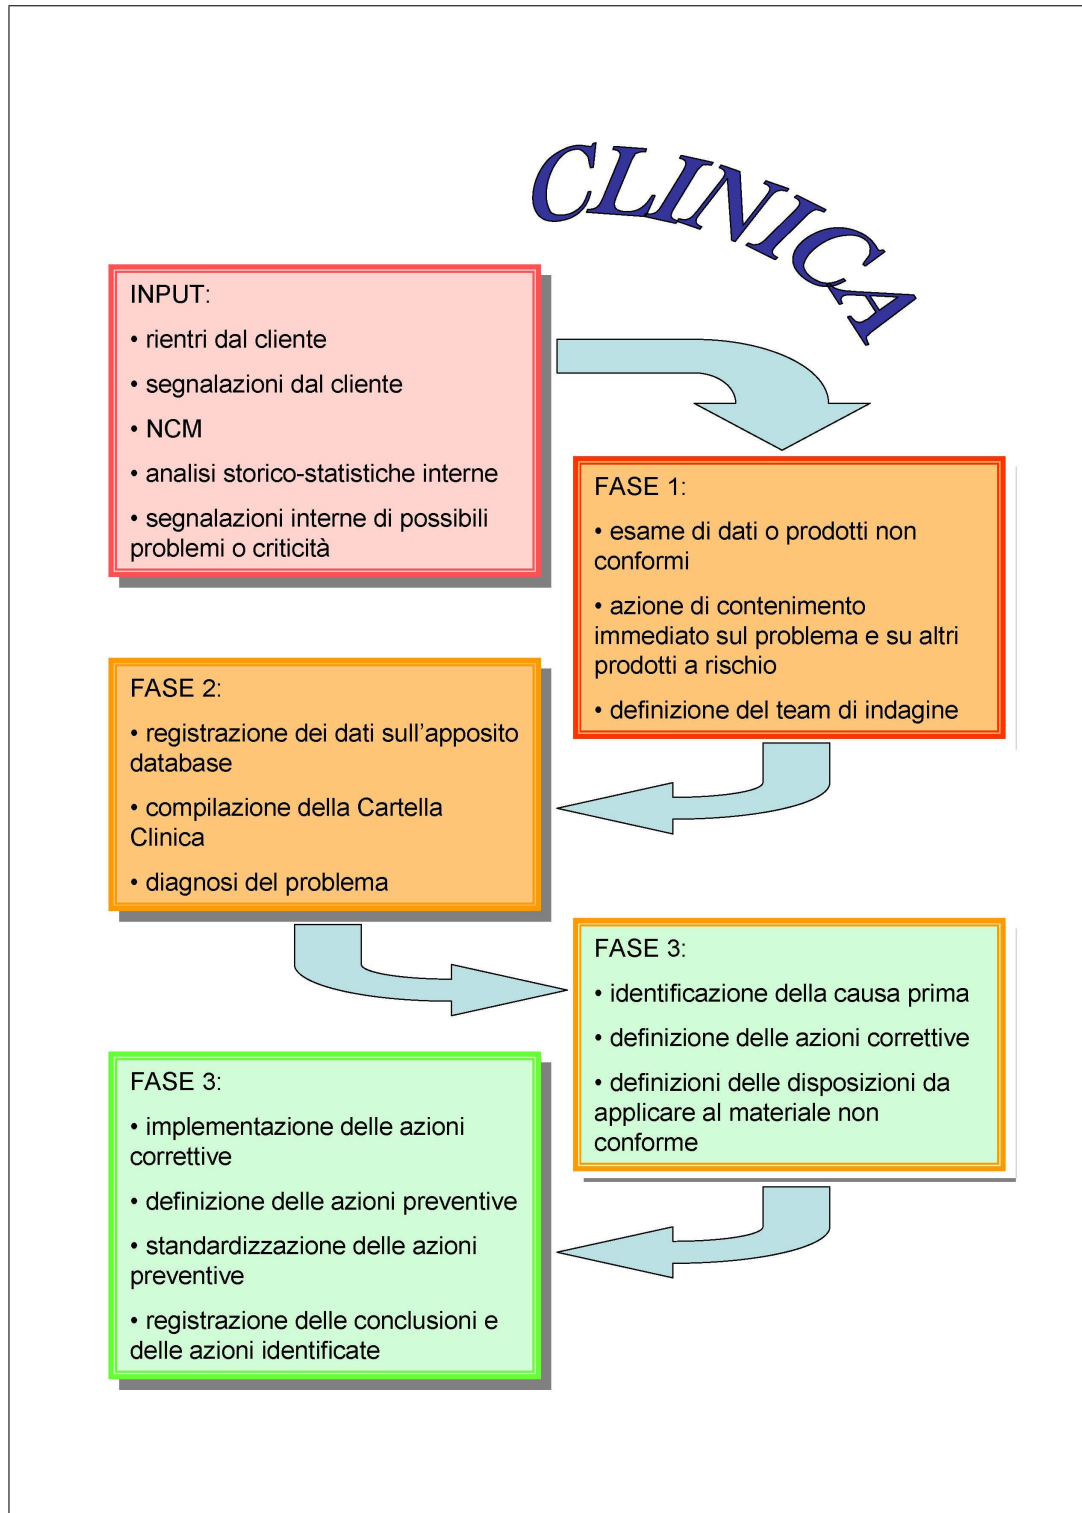 CLINICA
INPUT:
• rientri dal cliente
• segnalazioni dal cliente
• NCM
• analisi storico-statistiche interne
• segnalazioni interne di possibili
problemi o criticità
FASE 1:
• esame di dati o prodotti non
conformi
• azione di contenimento
immediato sul problema e su altri
prodotti a rischio
• definizione del team di indagine
FASE 2:
• registrazione dei dati sull'apposito
database
• compilazione della Cartella
Clinica
• diagnosi del problema
FASE 3:
• identificazione della causa prima
• definizione delle azioni correttive
• definizioni delle disposizioni da
applicare al materiale non
conforme
FASE 3:
• implementazione delle azioni
correttive
• definizione delle azioni preventive
• standardizzazione delle azioni
preventive
• registrazione delle conclusioni e
delle azioni identificate